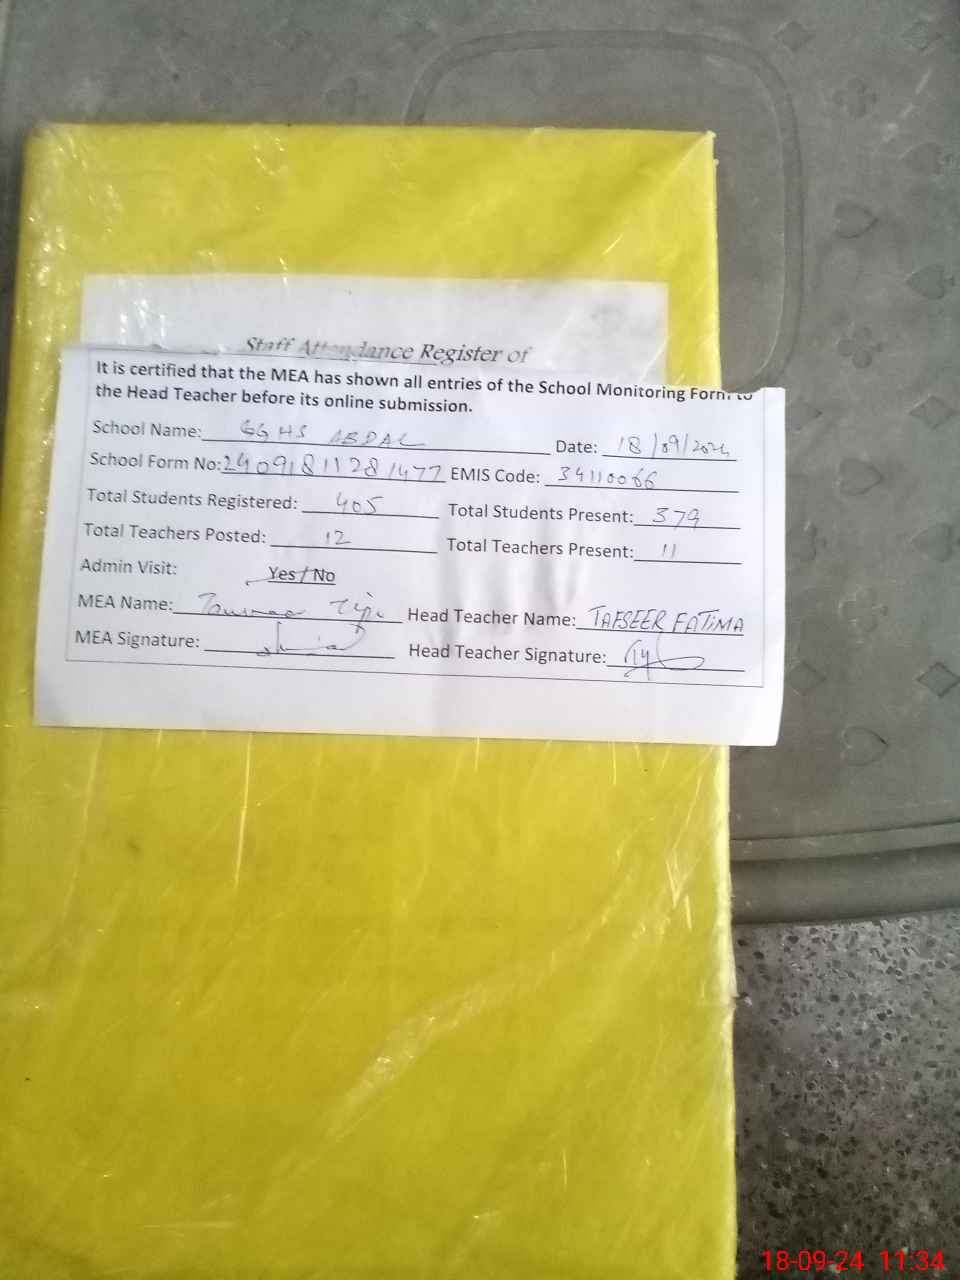 Staff Attendance Register of
It is certified that the MEA has shown all entries of the School Monitoring Form to
the Head Teacher before its online submission.
School Name: GGHS ABDAL Date: 18/09/2024
School Form No: 24091811281477 EMIS Code: 34110066
Total Students Registered: 405 Total Students Present: 379
Total Teachers Posted: 12 Total Teachers Present: 11
Admin Visit: Yes / No
MEA Name: Head Teacher Name: TAFSEER FATIMA
MEA Signature: Head Teacher Signature:
18-09-24 11:34